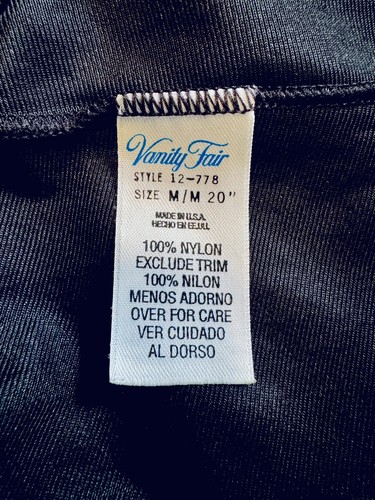 Vanity Fair
STYLE 12-778
SIZE M/M 20"
MADE IN U.S.A.
HECHO EN EE.UU.
100% NYLON
EXCLUDE TRIM
100% NILON
MENOS ADORNO
OVER FOR CARE
VER CUIDADO
AL DORSO